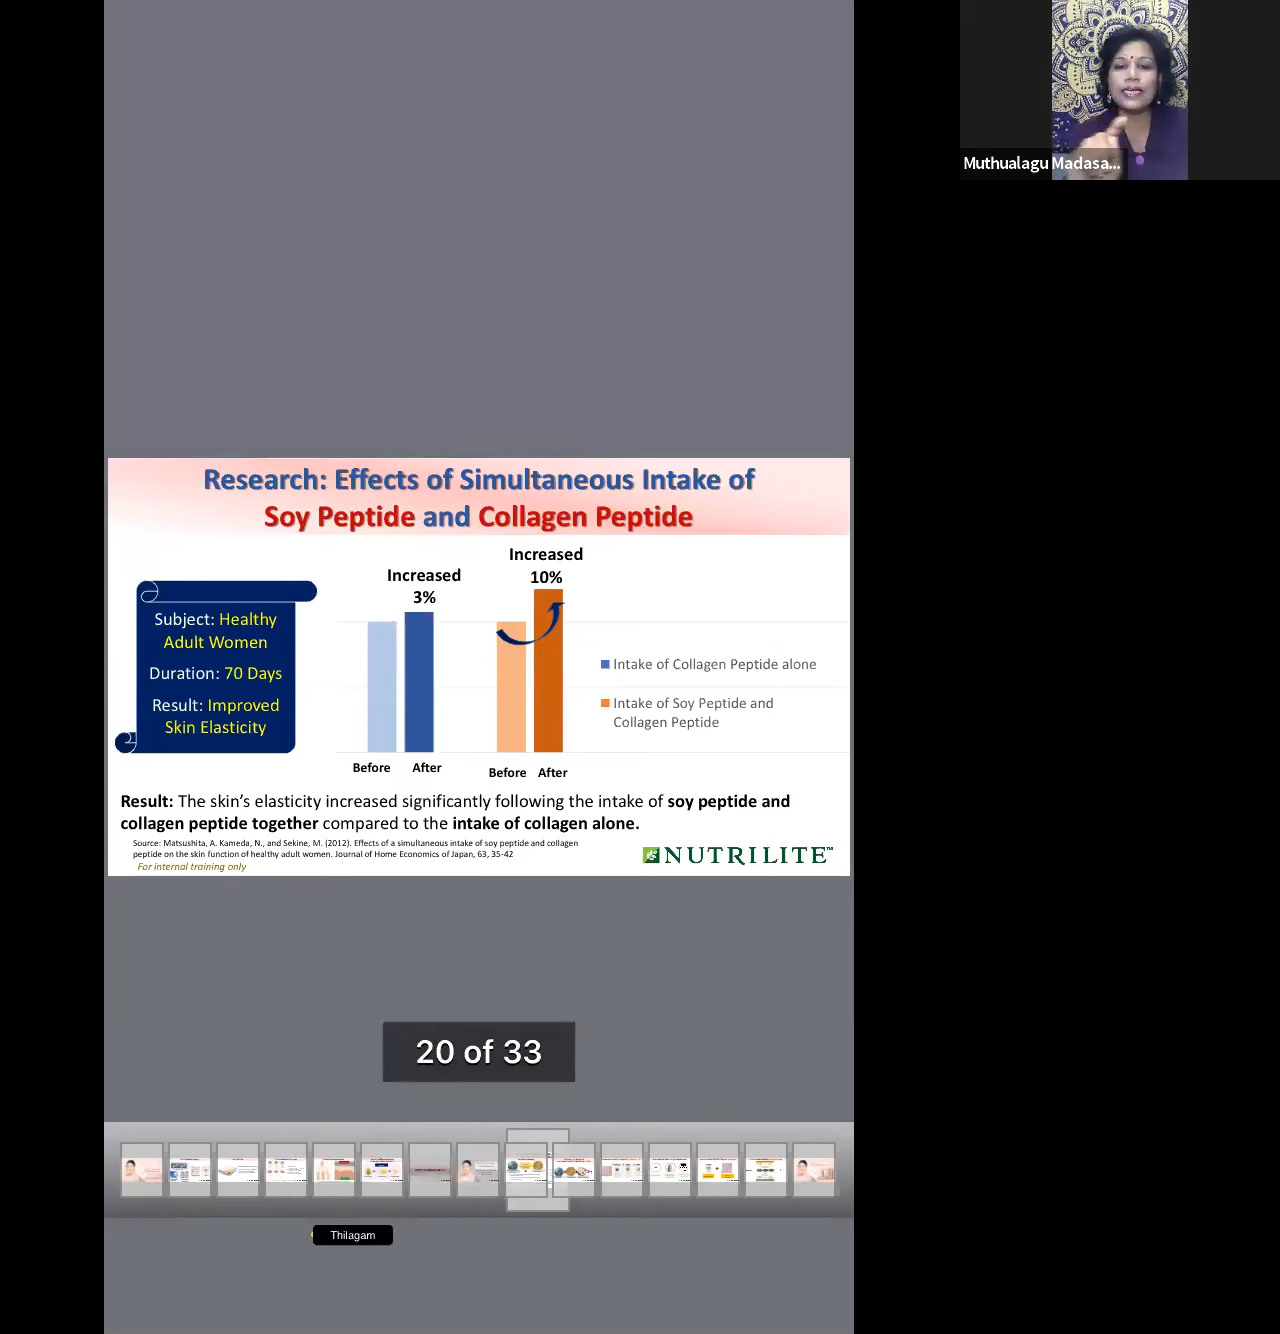 Muthualagu Madasa...
Research: Effects of Simultaneous Intake of
Soy Peptide and Collagen Peptide
Subject: Healthy
Adult Women
Duration: 70 Days
Result: Improved
Skin Elasticity
Increased
3%
Increased
10%
Before
After
Before
After
Intake of Collagen Peptide alone
Intake of Soy Peptide and
Collagen Peptide
Result: The skin’s elasticity increased significantly following the intake of soy peptide and
collagen peptide together compared to the intake of collagen alone.
Source: Matsushita, A. Kameda, N., and Sekine, M. (2012). Effects of a simultaneous intake of soy peptide and collagen
peptide on the skin function of healthy adult women. Journal of Home Economics of Japan, 63, 35-42
For internal training only
NUTRILITE™
20 of 33
Thilagam